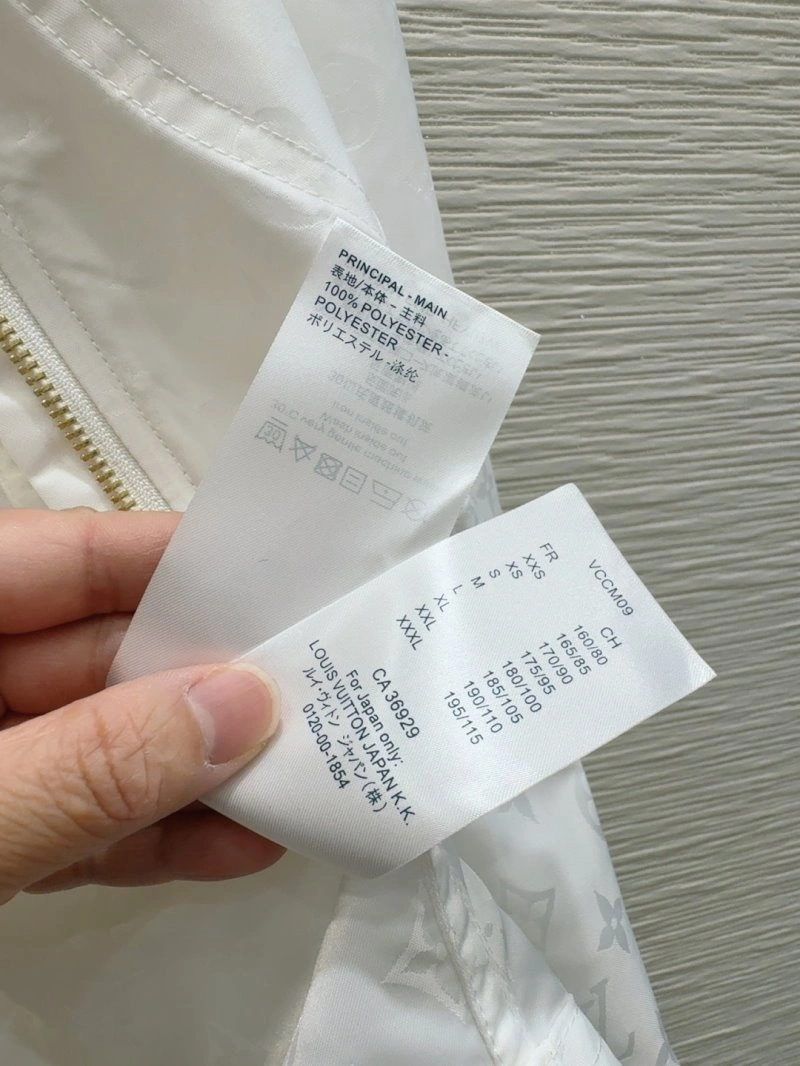 PRINCIPAL - MAIN
表地/本体 - 主料
100% POLYESTER -
POLYESTER
ポリエステル -涤纶
VCCM09
FR CH
XXS 160/80
XS 165/85
S 170/90
M 175/95
L 180/100
XL 185/105
XXL 190/110
XXXL 195/115
CA 36929
For Japan only:
LOUIS VUITTON JAPAN K.K.
ルイ・ヴィトン ジャパン(株)
0120-00-1854